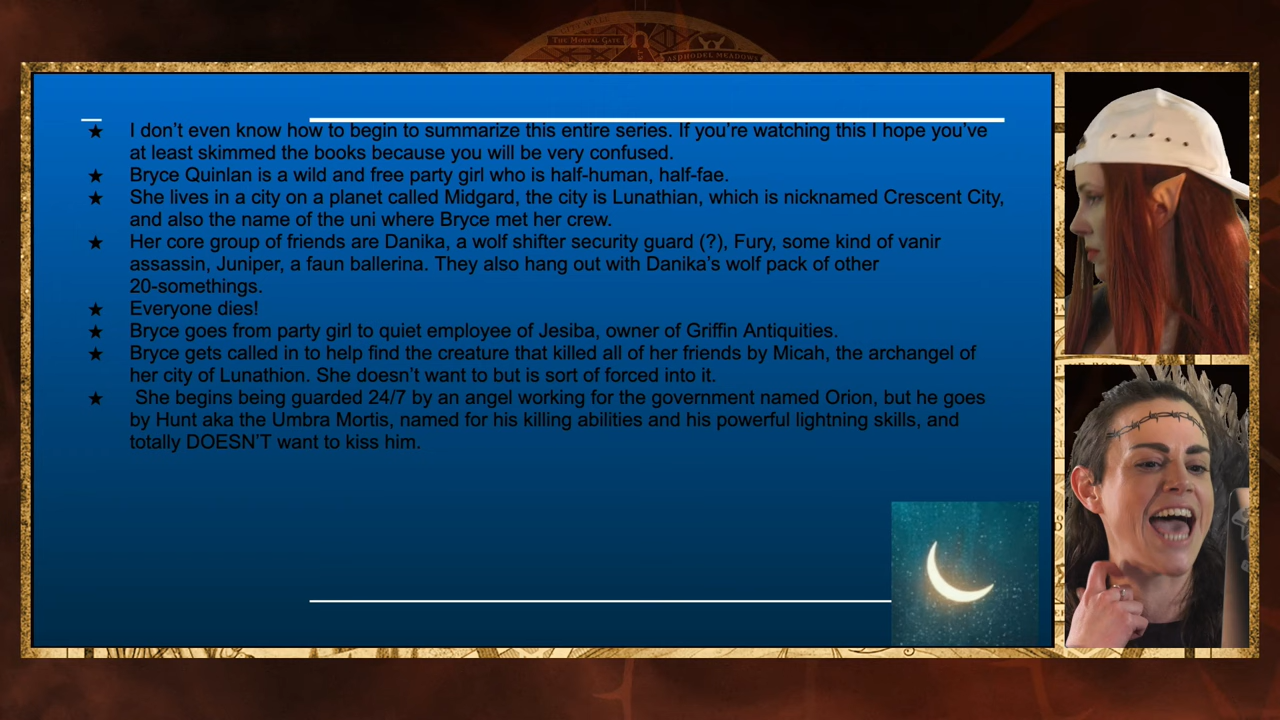 THE MORTAL GATE
ASPHODEL MEADOWS
★ I don't even know how to begin to summarize this entire series. If you're watching this I hope you've
at least skimmed the books because you will be very confused.
★ Bryce Quinlan is a wild and free party girl who is half-human, half-fae.
★ She lives in a city on a planet called Midgard, the city is Lunathian, which is nicknamed Crescent City,
and also the name of the uni where Bryce met her crew.
★ Her core group of friends are Danika, a wolf shifter security guard (?), Fury, some kind of vanir
assassin, Juniper, a faun ballerina. They also hang out with Danika's wolf pack of other
20-somethings.
★ Everyone dies!
★ Bryce goes from party girl to quiet employee of Jesiba, owner of Griffin Antiquities.
★ Bryce gets called in to help find the creature that killed all of her friends by Micah, the archangel of
her city of Lunathion. She doesn't want to but is sort of forced into it.
★ She begins being guarded 24/7 by an angel working for the government named Orion, but he goes
by Hunt aka the Umbra Mortis, named for his killing abilities and his powerful lightning skills, and
totally DOESN'T want to kiss him.